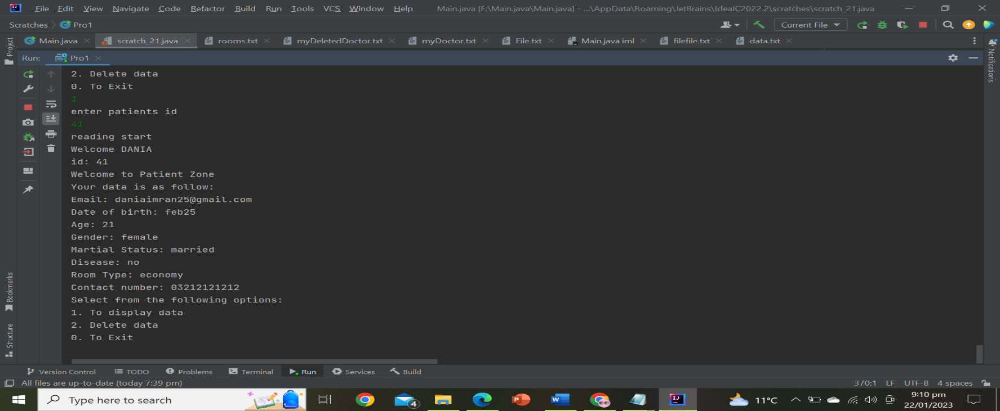 File Edit View Navigate Code Refactor Build Run Tools VCS Window Help Main.java [E:\Main.java\Main.java] - ...\AppData\Roaming\JetBrains\IdeaIC2022.2\scratches\scratch_21.java
Scratches Pro1 Current File
Main.java scratch_21.java rooms.txt myDeletedDoctor.txt myDoctor.txt File.txt Main.java.iml filefile.txt data.txt
Project
Notifications
Run: Pro1
2. Delete data
0. To Exit
1
enter patients id
41
reading start
Welcome DANIA
id: 41
Welcome to Patient Zone
Your data is as follow:
Email: daniaimran25@gmail.com
Date of birth: feb25
Age: 21
Gender: female
Martial Status: married
Disease: no
Room Type: economy
Contact number: 03212121212
Select from the following options:
1. To display data
2. Delete data
0. To Exit
Bookmarks
Structure
Version Control TODO Problems Terminal Run Services Build
All files are up-to-date (today 7:39 pm) 370:1 LF UTF-8 4 spaces
Type here to search 4 11°C 9:10 pm
22/01/2023